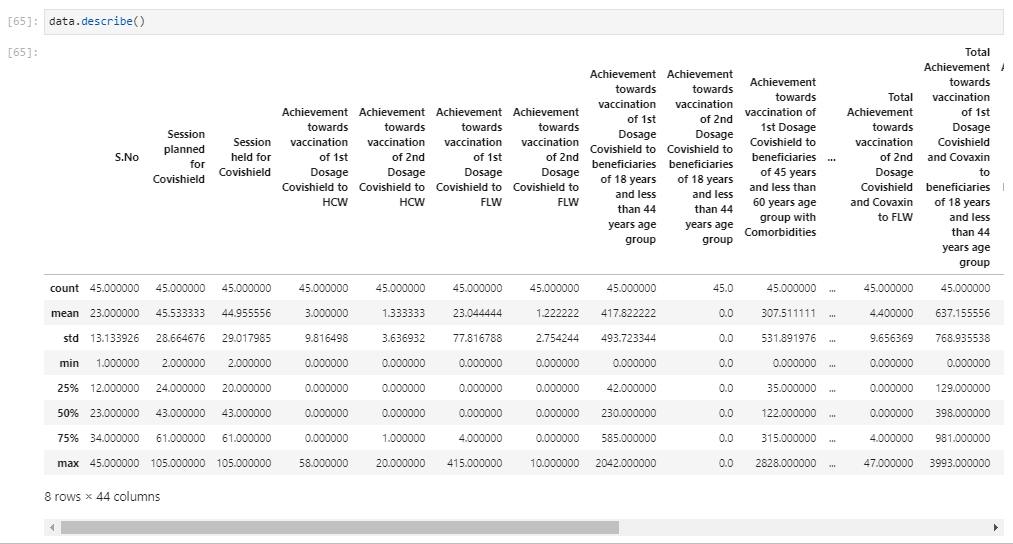 [65]: data.describe()
[65]:
S.No Session planned for Covishield Session held for Covishield Achievement towards vaccination of 1st Dosage Covishield to HCW Achievement towards vaccination of 2nd Dosage Covishield to HCW Achievement towards vaccination of 1st Dosage Covishield to FLW Achievement towards vaccination of 2nd Dosage Covishield to FLW Achievement towards vaccination of 1st Dosage Covishield to beneficiaries of 18 years and less than 44 years age group Achievement towards vaccination of 2nd Dosage Covishield to beneficiaries of 18 years and less than 44 years age group Achievement towards vaccination of 1st Dosage Covishield to beneficiaries of 45 years and less than 60 years age group with Comorbidities ... Total Achievement towards vaccination of 2nd Dosage Covishield and Covaxin to FLW Total Achievement towards vaccination of 1st Dosage Covishield and Covaxin to beneficiaries of 18 years and less than 44 years age group
count 45.000000 45.000000 45.000000 45.000000 45.000000 45.000000 45.000000 45.000000 45.0 45.000000 ... 45.000000 45.000000
mean 23.000000 45.533333 44.955556 3.000000 1.333333 23.044444 1.222222 417.822222 0.0 307.511111 ... 4.400000 637.155556
std 13.133926 28.664676 29.017985 9.816498 3.636932 77.816788 2.754244 493.723344 0.0 531.891976 ... 9.656369 768.935538
min 1.000000 2.000000 2.000000 0.000000 0.000000 0.000000 0.000000 0.000000 0.0 0.000000 ... 0.000000 0.000000
25% 12.000000 24.000000 20.000000 0.000000 0.000000 0.000000 0.000000 42.000000 0.0 35.000000 ... 0.000000 129.000000
50% 23.000000 43.000000 43.000000 0.000000 0.000000 0.000000 0.000000 230.000000 0.0 122.000000 ... 0.000000 398.000000
75% 34.000000 61.000000 61.000000 0.000000 1.000000 4.000000 0.000000 585.000000 0.0 315.000000 ... 4.000000 981.000000
max 45.000000 105.000000 105.000000 58.000000 20.000000 415.000000 10.000000 2042.000000 0.0 2828.000000 ... 47.000000 3993.000000
8 rows × 44 columns